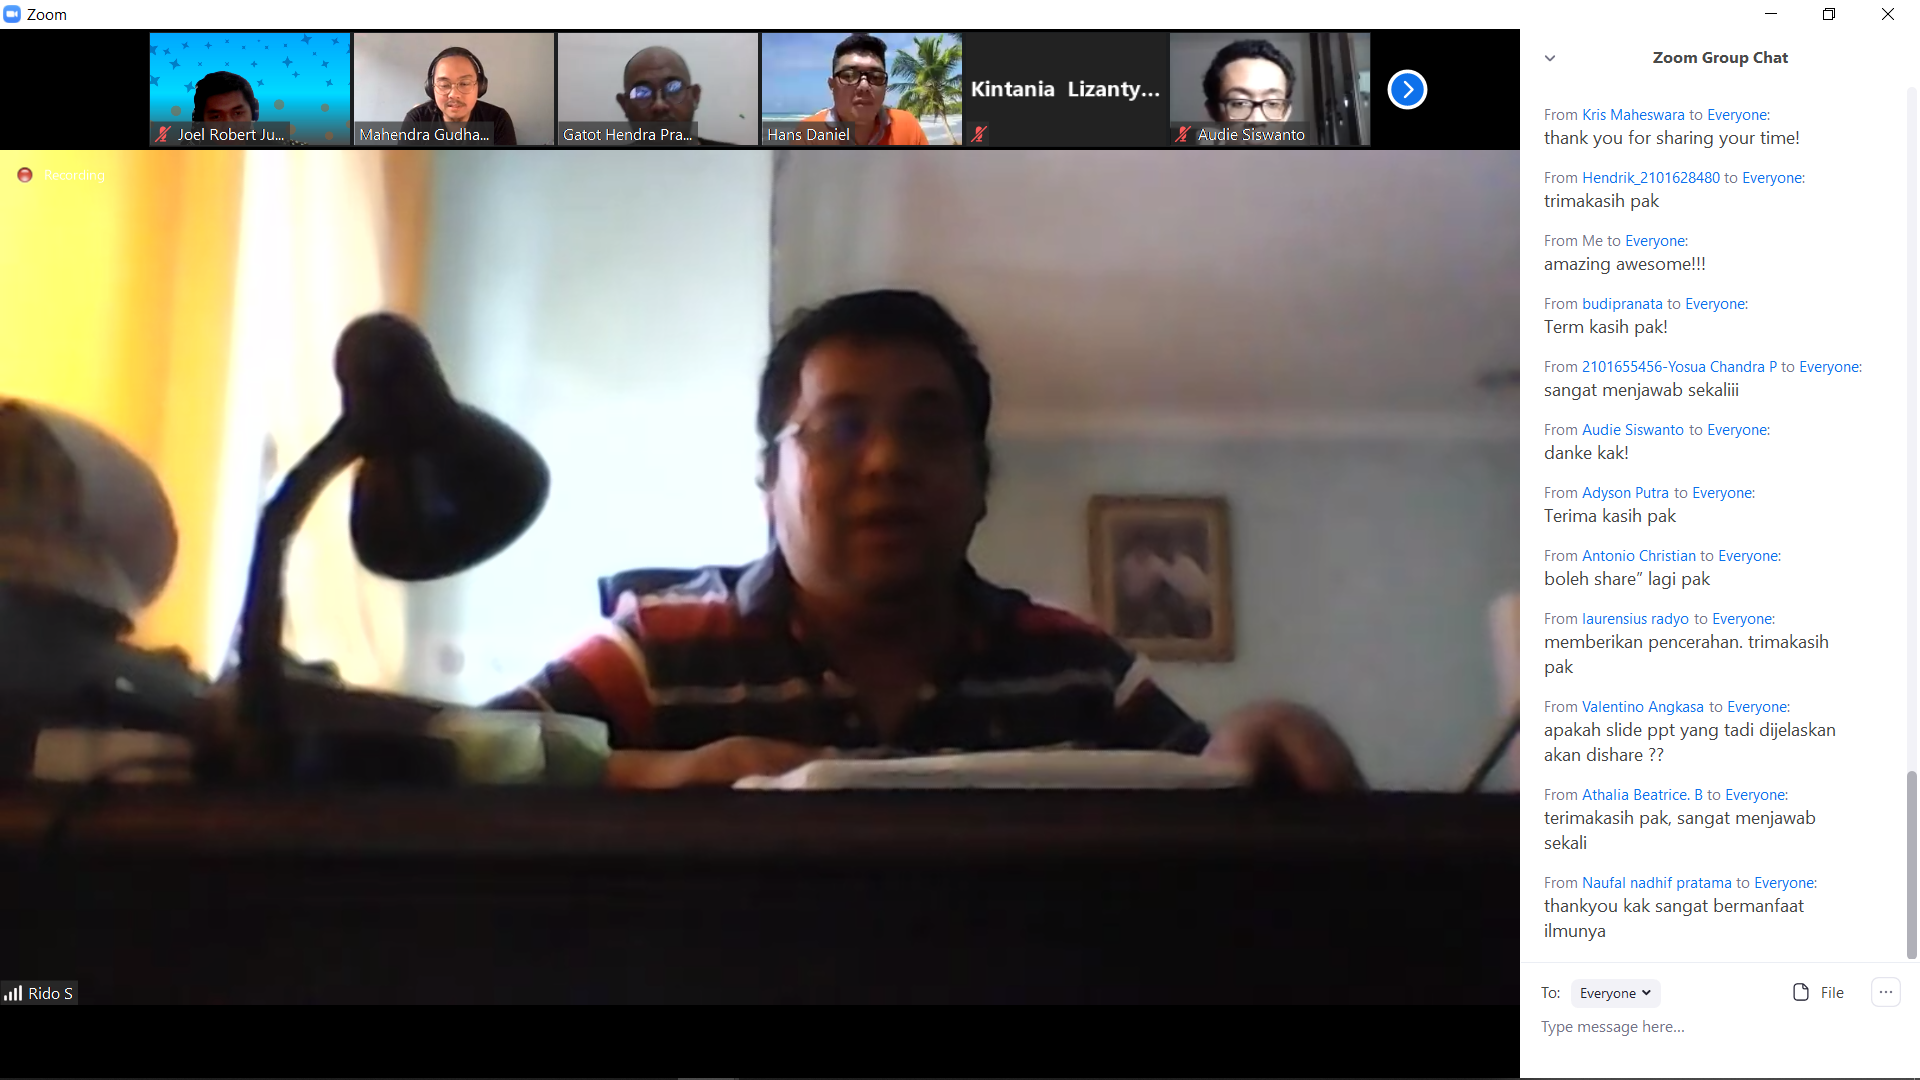 Zoom
Joel Robert Ju...
Mahendra Gudha...
Gatot Hendra Pra...
Hans Daniel
Kintania Lizanty...
Audie Siswanto
Recording
Rido S
Zoom Group Chat
From Kris Maheswara to Everyone:
thank you for sharing your time!
From Hendrik_2101628480 to Everyone:
trimakasih pak
From Me to Everyone:
amazing awesome!!!
From budipranata to Everyone:
Term kasih pak!
From 2101655456-Yosua Chandra P to Everyone:
sangat menjawab sekaliii
From Audie Siswanto to Everyone:
danke kak!
From Adyson Putra to Everyone:
Terima kasih pak
From Antonio Christian to Everyone:
boleh share” lagi pak
From laurensius radyo to Everyone:
memberikan pencerahan. trimakasih
pak
From Valentino Angkasa to Everyone:
apakah slide ppt yang tadi dijelaskan
akan dishare ??
From Athalia Beatrice. B to Everyone:
terimakasih pak, sangat menjawab
sekali
From Naufal nadhif pratama to Everyone:
thankyou kak sangat bermanfaat
ilmunya
To: Everyone File ...
Type message here...